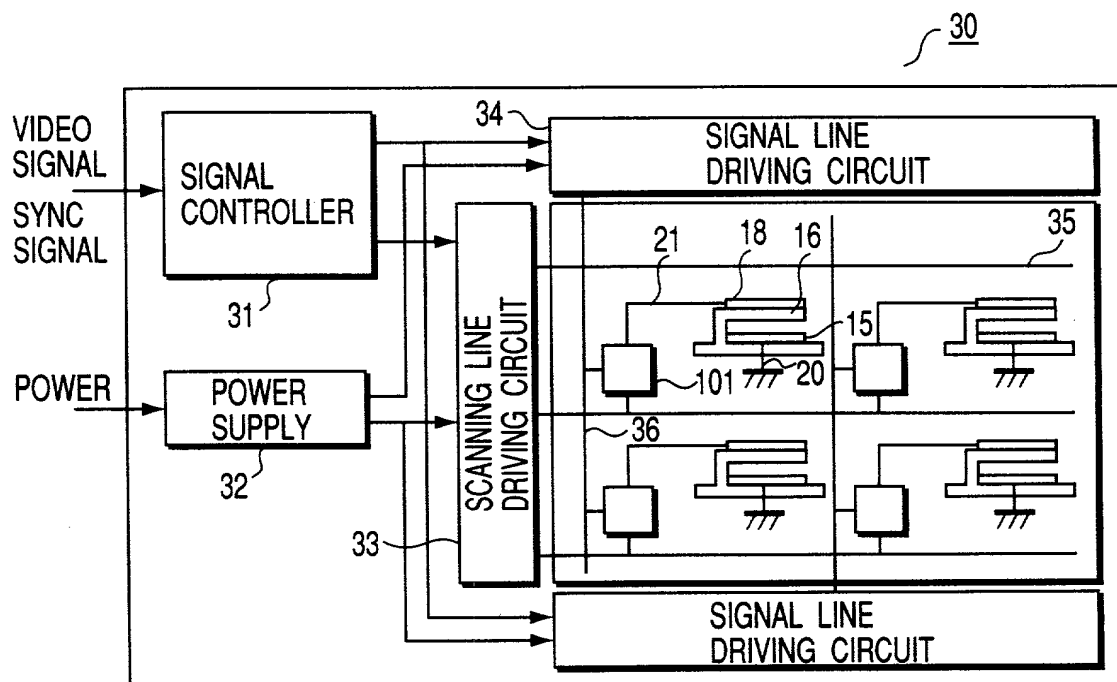 30
VIDEO
SIGNAL
SYNC
SIGNAL
SIGNAL
CONTROLLER
31
34
SIGNAL LINE
DRIVING CIRCUIT
POWER
POWER
SUPPLY
32
SCANNING LINE
DRIVING CIRCUIT
33
21
18
16
35
15
101
20
36
SIGNAL LINE
DRIVING CIRCUIT